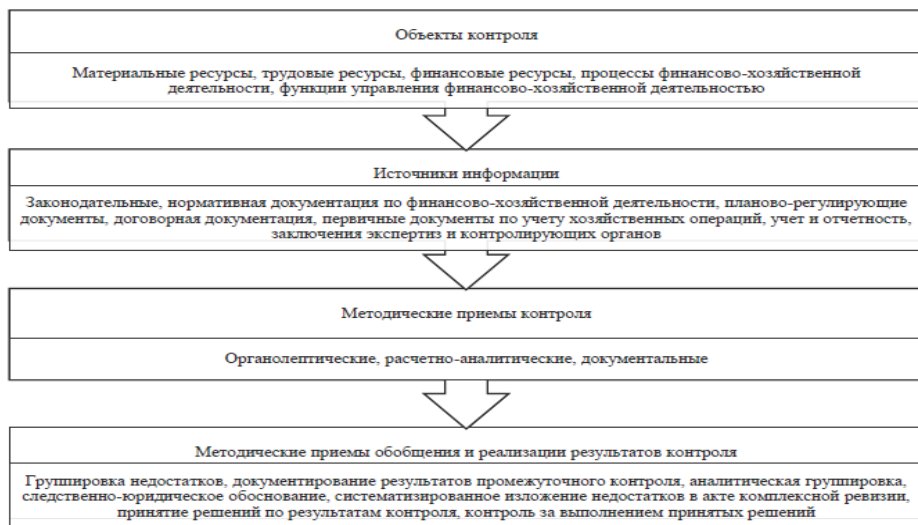 Объекты контроля
Материальные ресурсы, трудовые ресурсы, финансовые ресурсы, процессы финансово-хозяйственной
деятельности, функции управления финансово-хозяйственной деятельностью
Источники информации
Законодательные, нормативная документация по финансово-хозяйственной деятельности, планово-регулирующие
документы, договорная документация, первичные документы по учету хозяйственных операций, учет и отчетность,
заключения экспертиз и контролирующих органов
Методические приемы контроля
Органолептические, расчетно-аналитические, документальные
Методические приемы обобщения и реализации результатов контроля
Группировка недостатков, документирование результатов промежуточного контроля, аналитическая группировка,
следственно-юридическое обоснование, систематизированное изложение недостатков в акте комплексной ревизии,
принятие решений по результатам контроля, контроль за выполнением принятых решений